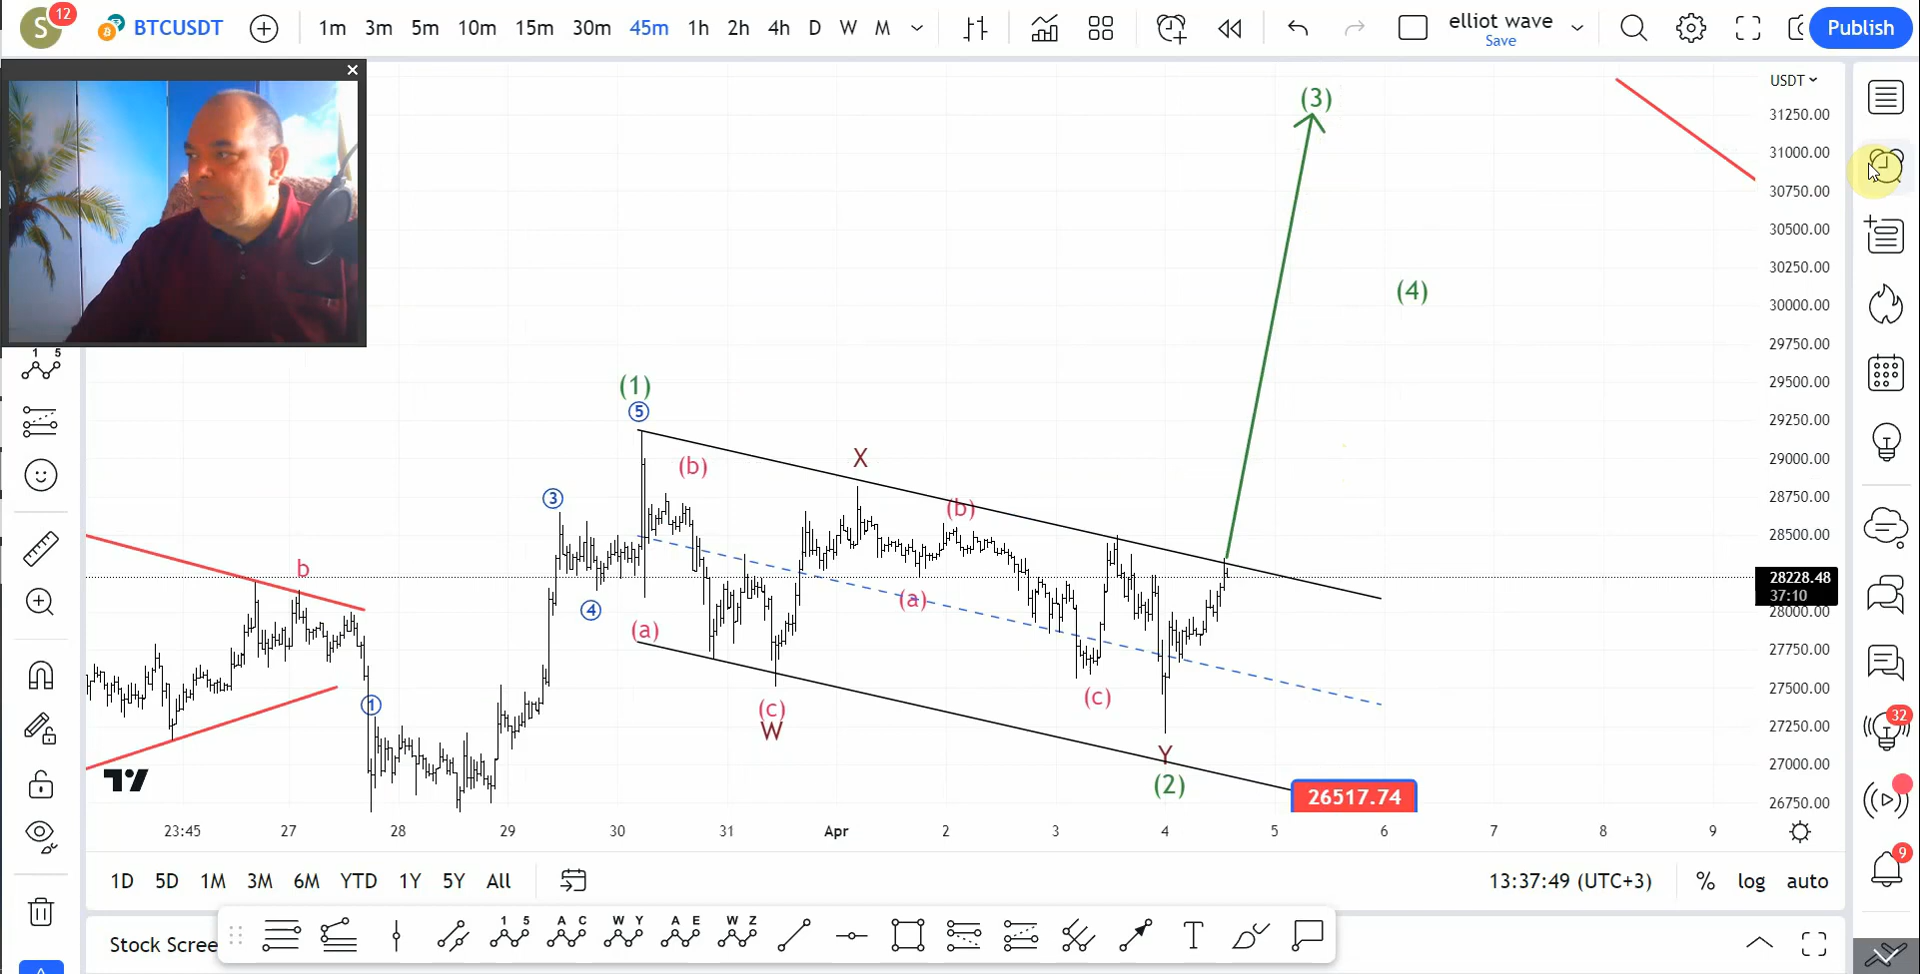 S 12 BTCUSDT 1m 3m 5m 10m 15m 30m 45m 1h 2h 4h D W M elliot wave Publish
Save
USDT
(3)
31250.00
31000.00
30750.00
30500.00
30250.00
(4)
30000.00
29750.00
29500.00
29250.00
29000.00
28750.00
28500.00
28228.48
37:10
28000.00
27750.00
27500.00
27250.00
27000.00
26750.00
1 5
(1)
5
X
(b)
3
(b)
b
4
(a)
(a)
(c)
1
(c)
W
Y
(2)
26517.74
32
9
23:45 27 28 29 30 31 Apr 2 3 4 5 6 7 8 9
1D 5D 1M 3M 6M YTD 1Y 5Y All 13:37:49 (UTC+3) % log auto
Stock Scree
1 5 A C W Y A E W Z
T